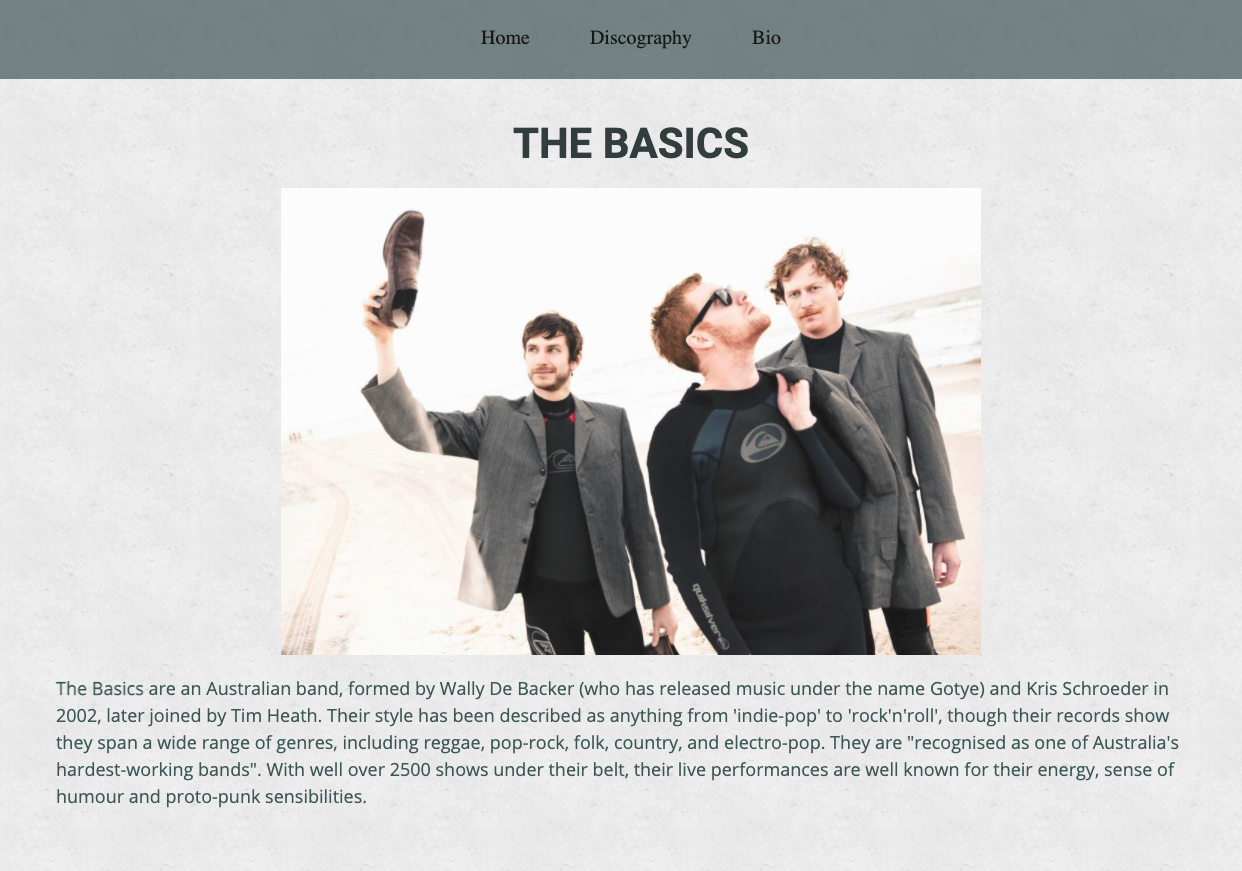 Home Discography Bio
THE BASICS
quiksilver
The Basics are an Australian band, formed by Wally De Backer (who has released music under the name Gotye) and Kris Schroeder in
2002, later joined by Tim Heath. Their style has been described as anything from 'indie-pop' to 'rock'n'roll', though their records show
they span a wide range of genres, including reggae, pop-rock, folk, country, and electro-pop. They are "recognised as one of Australia's
hardest-working bands". With well over 2500 shows under their belt, their live performances are well known for their energy, sense of
humour and proto-punk sensibilities.